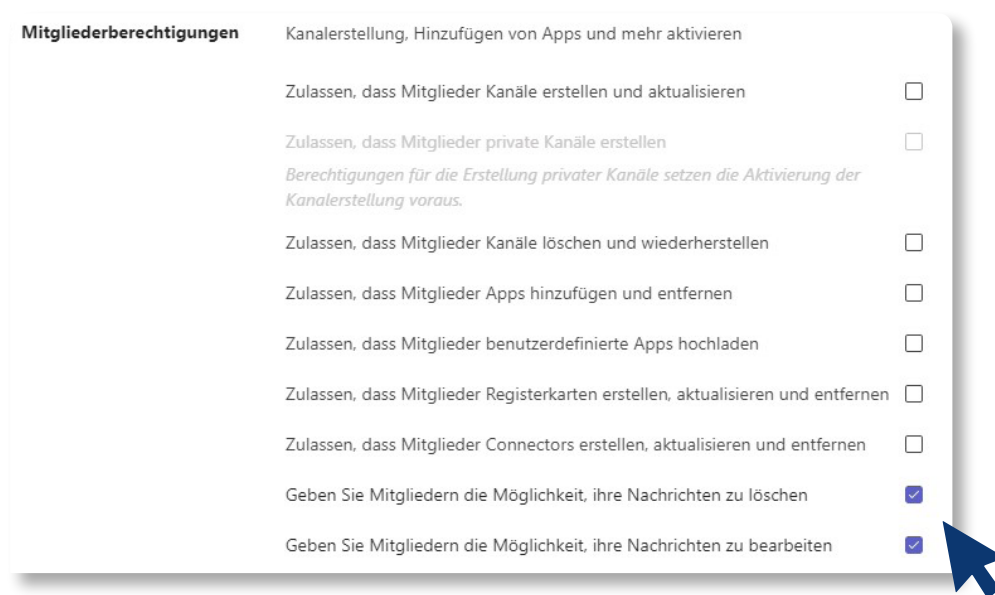 Mitgliederberechtigungen Kanalerstellung, Hinzufügen von Apps und mehr aktivieren
Zulassen, dass Mitglieder Kanäle erstellen und aktualisieren
Zulassen, dass Mitglieder private Kanäle erstellen
Berechtigungen für die Erstellung privater Kanäle setzen die Aktivierung der
Kanalerstellung voraus.
Zulassen, dass Mitglieder Kanäle löschen und wiederherstellen
Zulassen, dass Mitglieder Apps hinzufügen und entfernen
Zulassen, dass Mitglieder benutzerdefinierte Apps hochladen
Zulassen, dass Mitglieder Registerkarten erstellen, aktualisieren und entfernen
Zulassen, dass Mitglieder Connectors erstellen, aktualisieren und entfernen
Geben Sie Mitgliedern die Möglichkeit, ihre Nachrichten zu löschen
Geben Sie Mitgliedern die Möglichkeit, ihre Nachrichten zu bearbeiten